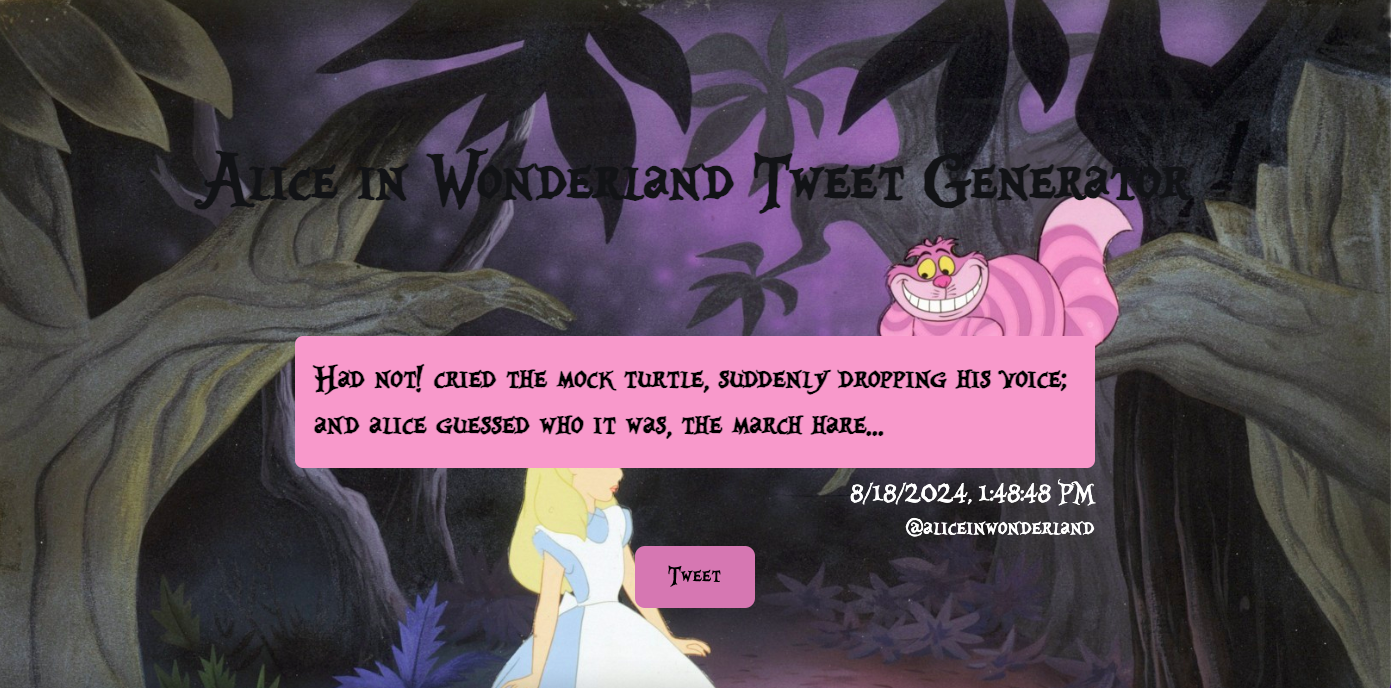 Alice in Wonderland Tweet Generator
Had not! cried the mock turtle, suddenly dropping his voice;
and alice guessed who it was, the march hare...
8/18/2024, 1:48:48 PM
@aliceinwonderland
Tweet